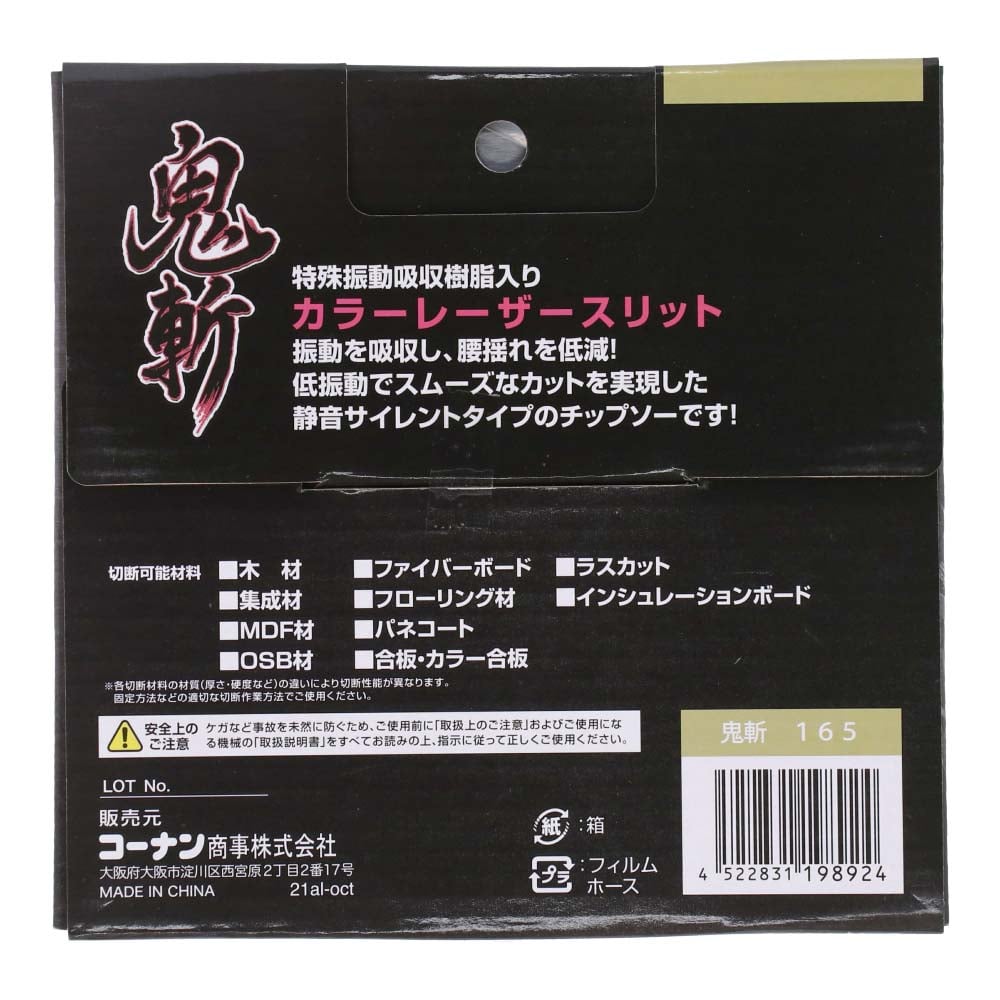 鬼斬
特殊振動吸収樹脂入り
カラーレーザースリット
振動を吸収し、腰揺れを低減!
低振動でスムーズなカットを実現した
静音サイレントタイプのチップソーです!
切断可能材料
■木 材
■集成材
■MDF材
■OSB材
■ファイバーボード
■フローリング材
■パネコート
■合板・カラー合板
■ラスカット
■インシュレーションボード
※各切断材料の材質(厚さ・硬度など)の違いにより切断性能が異なります。
固定方法などの適切な切断作業方法でご使用ください。
安全上の
ご注意
ケガなど事故を未然に防ぐため、ご使用前に「取扱上のご注意」およびご使用にな
る機械の「取扱説明書」をすべてお読みの上、指示に従って正しくご使用ください。
LOT No.
販売元
コーナン商事株式会社
大阪府大阪市淀川区西宮原2丁目2番17号
MADE IN CHINA 21al-oct
紙:箱
プラ:フィルム
ホース
鬼斬 165
4 522831 198924